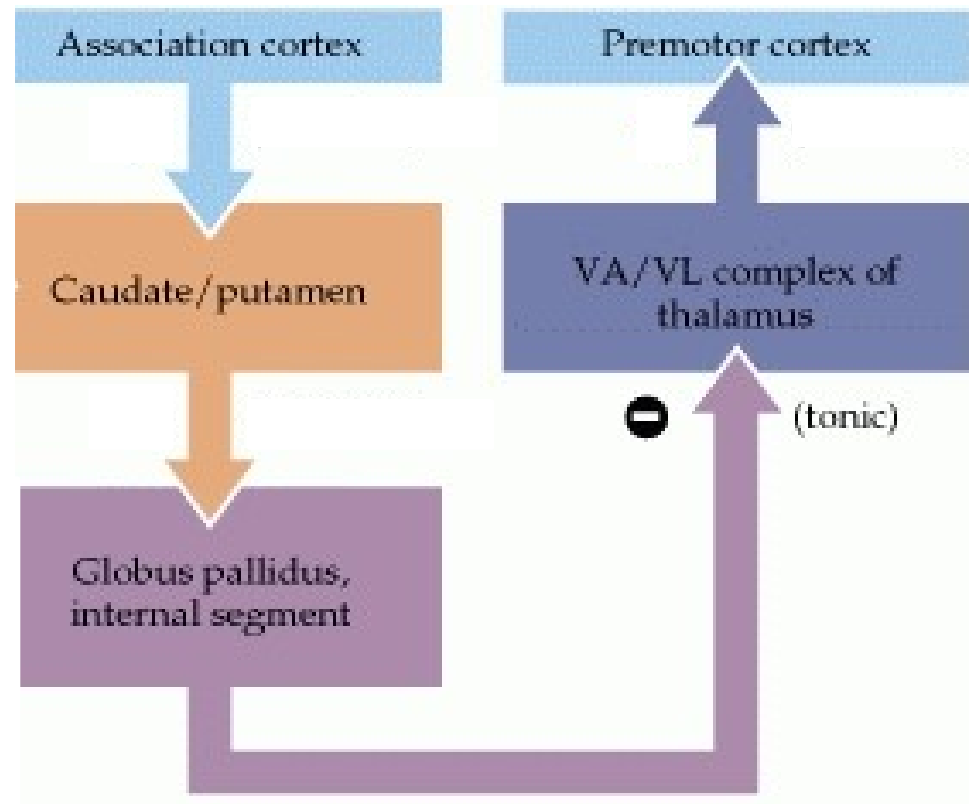 Association cortex
Premotor cortex
Caudate/putamen
VA/VL complex of
thalamus
(tonic)
Globus pallidus,
internal segment